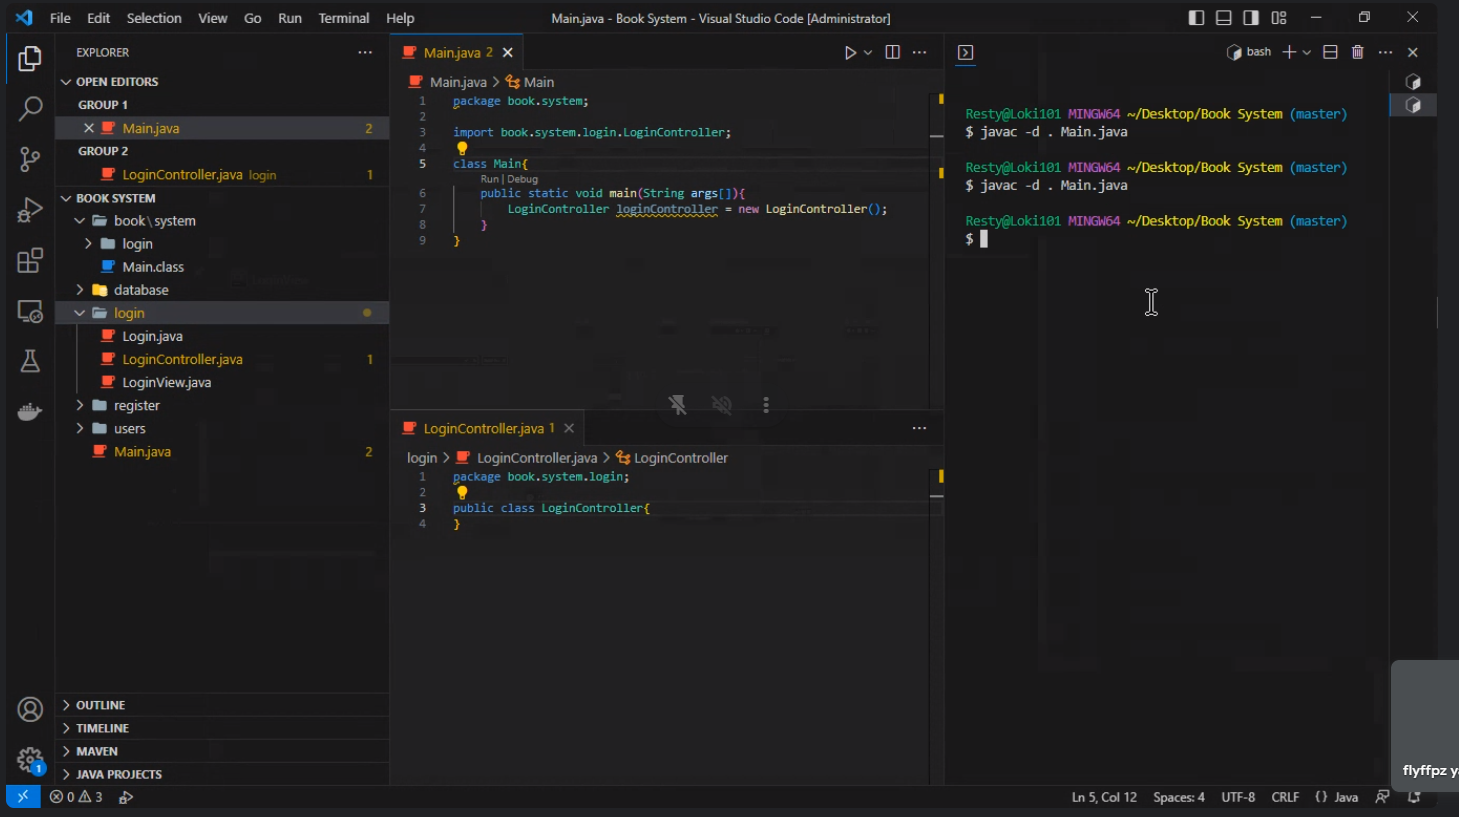 File Edit Selection View Go Run Terminal Help
Main.java - Book System - Visual Studio Code [Administrator]
EXPLORER
OPEN EDITORS
GROUP 1
Main.java 2
GROUP 2
LoginController.java login 1
BOOK SYSTEM
book\system
login
Main.class
database
login
Login.java
LoginController.java 1
LoginView.java
register
users
Main.java 2
OUTLINE
TIMELINE
MAVEN
JAVA PROJECTS
Main.java 2
Main.java > Main
1 package book.system;
2
3 import book.system.login.LoginController;
4
5 class Main{
Run | Debug
6 public static void main(String args[]){
7 LoginController loginController = new LoginController();
8 }
9 }
LoginController.java 1
login > LoginController.java > LoginController
1 package book.system.login;
2
3 public class LoginController{
4 }
bash
Resty@Loki101 MINGW64 ~/Desktop/Book System (master)
$ javac -d . Main.java
Resty@Loki101 MINGW64 ~/Desktop/Book System (master)
$ javac -d . Main.java
Resty@Loki101 MINGW64 ~/Desktop/Book System (master)
$
flyffpz
1
0 3
Ln 5, Col 12 Spaces: 4 UTF-8 CRLF {} Java